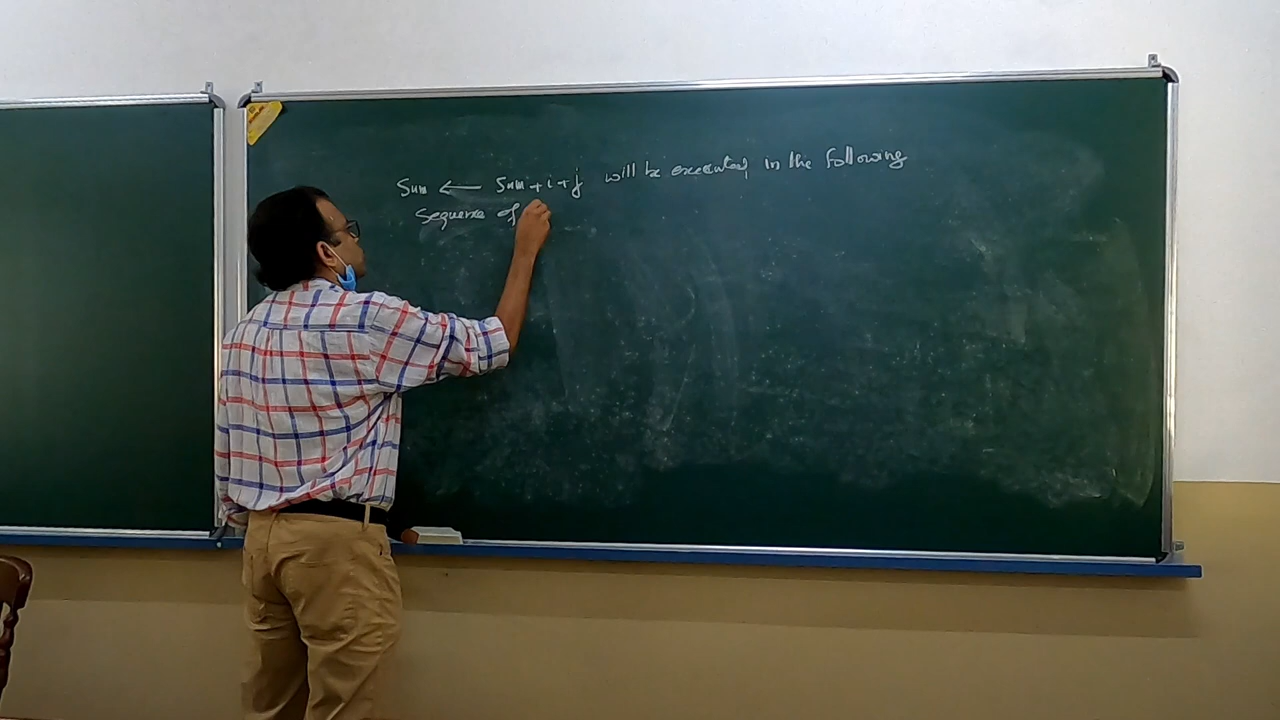 Sum ← Sum + i + j will be executed in the following
Sequence of